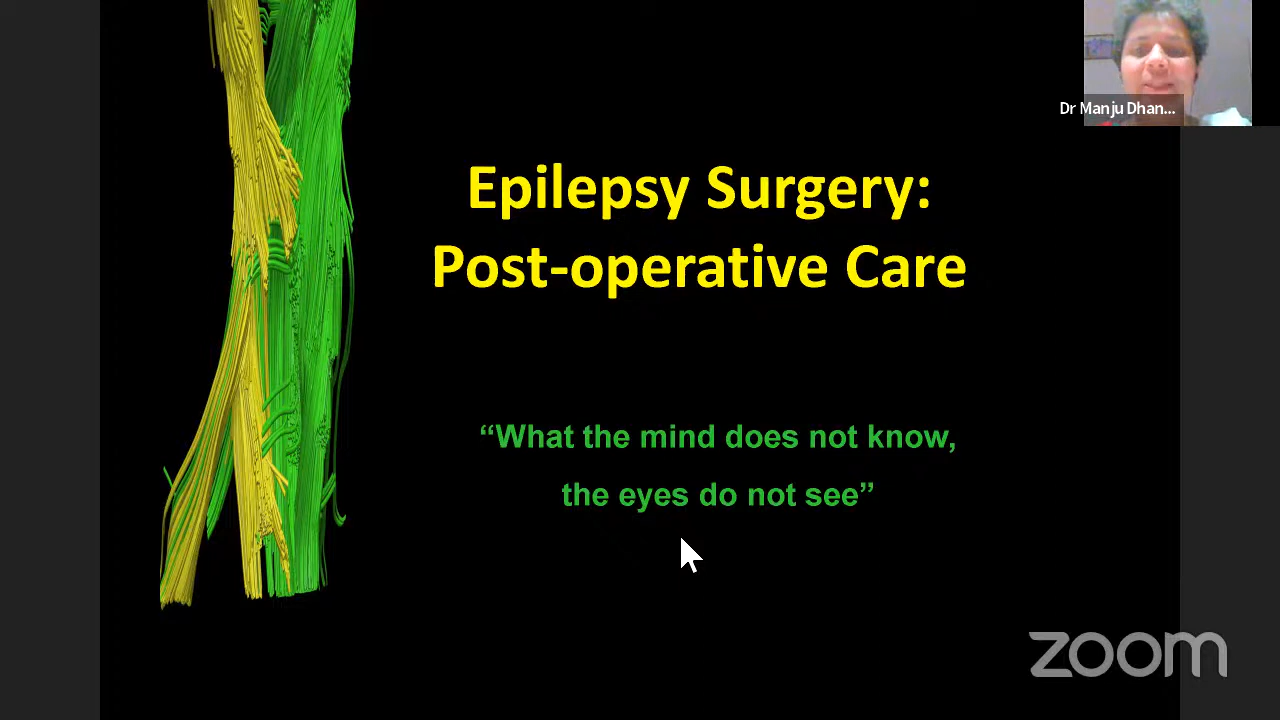 Dr Manju Dhan...
Epilepsy Surgery:
Post-operative Care
“What the mind does not know,
the eyes do not see”
zoom